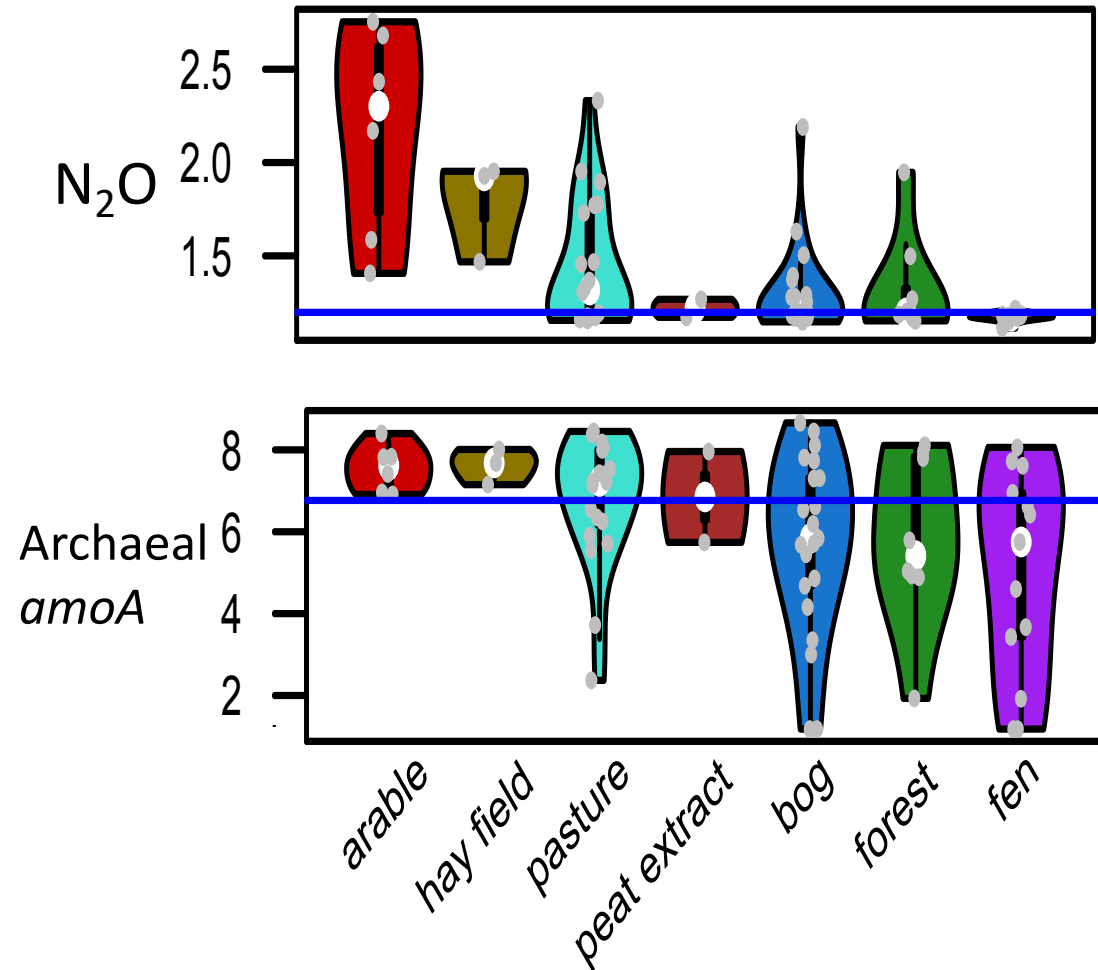 2.5
2.0
N₂O
1.5
8
Archaeal 6
amoA
4
2
arable
hay field
pasture
peat extract
bog
forest
fen